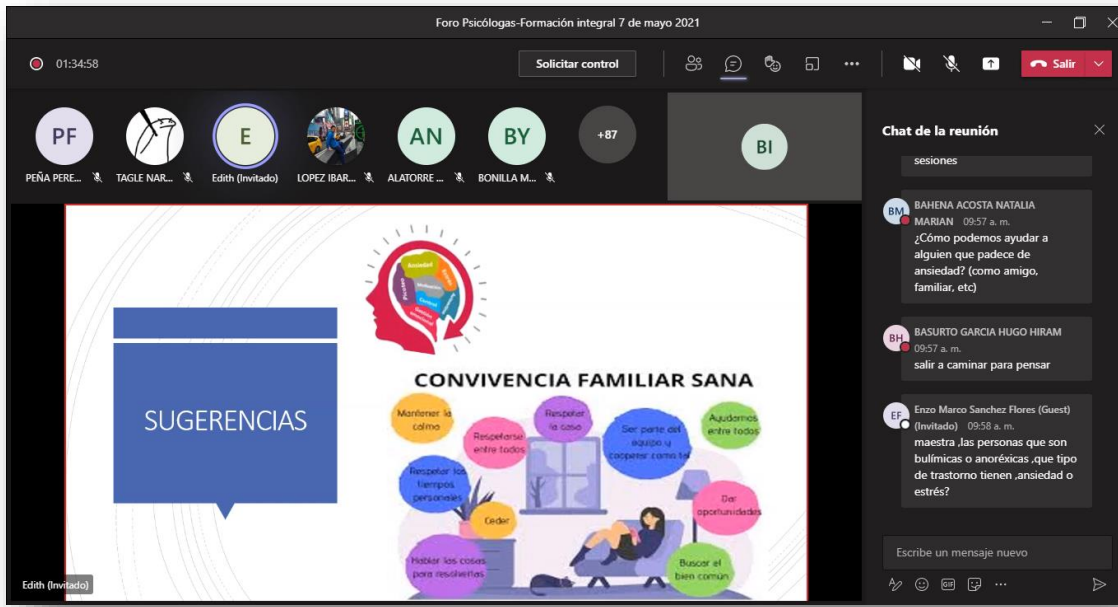 Foro Psicólogas-Formación integral 7 de mayo 2021
01:34:58
Solicitar control
Salir
PF
E
AN
BY
+87
BI
PEÑA PERE...
TAGLE NAR...
Edith (Invitado)
LOPEZ IBAR...
ALATORRE ...
BONILLA M...
SUGERENCIAS
Ansiedad
CONVIVENCIA FAMILIAR SANA
Mantener la
calma
Respetarse
entre todos
Respetar
la casa
Ser parte del
equipo y
cooperar como tal
Ayudarnos
entre todos
Respetar los
tiempos
personales
Ceder
Dar
oportunidades
Hablar las cosas
para resolverlas
Buscar el
bien común
Edith (Invitado)
Chat de la reunión
sesiones
BM
BAHENA ACOSTA NATALIA
MARIAN 09:57 a. m.
¿Cómo podemos ayudar a
alguien que padece de
ansiedad? (como amigo,
familiar, etc)
BH
BASURTO GARCIA HUGO HIRAM
09:57 a. m.
salir a caminar para pensar
EF
Enzo Marco Sanchez Flores (Guest)
(Invitado) 09:58 a. m.
maestra ,las personas que son
bulímicas o anoréxicas ,que tipo
de trastorno tienen ,ansiedad o
estrés?
Escribe un mensaje nuevo
GIF